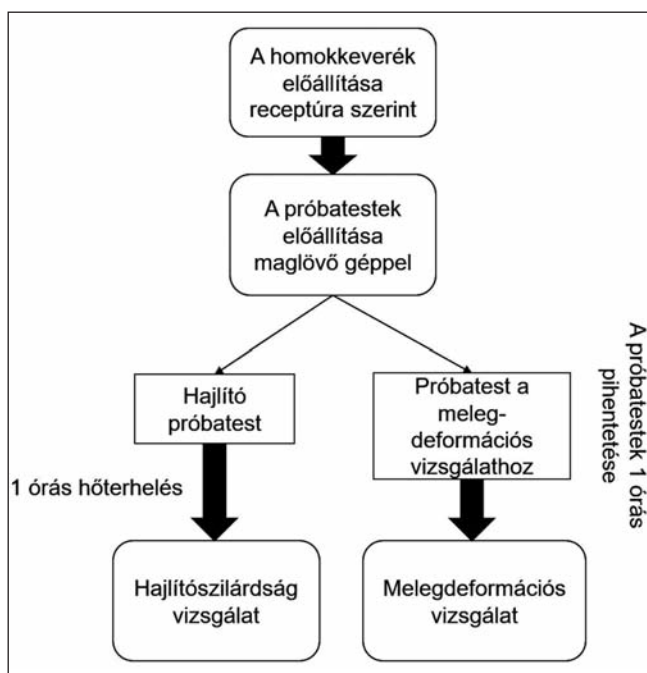 A homokkeverék
előállítása
receptúra szerint
A próbatestek
előállítása
maglövő géppel
Hajlító
próbatest
Próbatest a
meleg-
deformációs
vizsgálathoz
A próbatestek 1 órás
pihentetése
1 órás hőterhelés
Hajlítószilárdság
vizsgálat
Melegdeformációs
vizsgálat